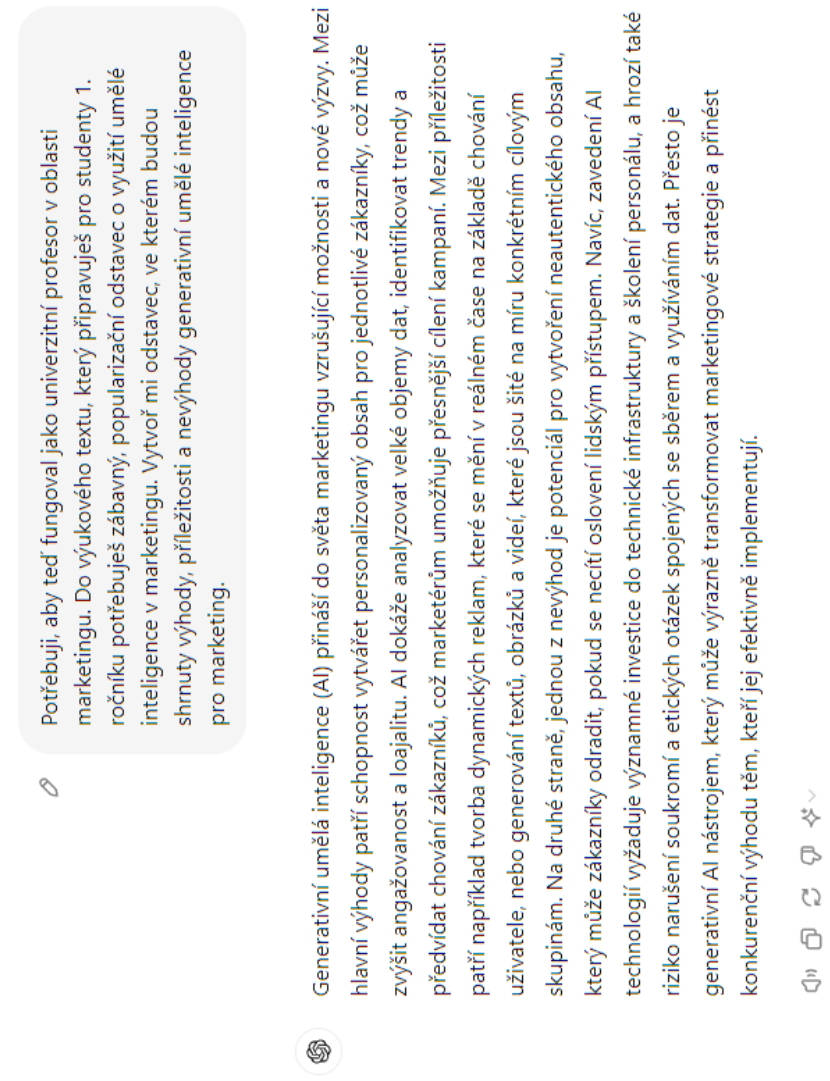 Potřebuji, aby teď fungoval jako univerzitní profesor v oblasti
marketingu. Do výukového textu, který připravuješ pro studenty 1.
ročníku potřebuješ zábavný, popularizační odstavec o využití umělé
inteligence v marketingu. Vytvoř mi odstavec, ve kterém budou
shrnuty výhody, příležitosti a nevýhody generativní umělé inteligence
pro marketing.
Generativní umělá inteligence (AI) přináší do světa marketingu vzrušující možnosti a nové výzvy. Mezi
hlavní výhody patří schopnost vytvářet personalizovaný obsah pro jednotlivé zákazníky, což může
zvýšit angažovanost a loajalitu. AI dokáže analyzovat velké objemy dat, identifikovat trendy a
předvídat chování zákazníků, což marketérům umožňuje přesnější cílení kampaní. Mezi příležitosti
patří například tvorba dynamických reklam, které se mění v reálném čase na základě chování
uživatele, nebo generování textů, obrázků a videí, které jsou šité na míru konkrétním cílovým
skupinám. Na druhé straně, jednou z nevýhod je potenciál pro vytvoření neautentického obsahu,
který může zákazníky odradit, pokud se necítí oslovení lidským přístupem. Navíc, zavedení AI
technologií vyžaduje významné investice do technické infrastruktury a školení personálu, a hrozí také
riziko narušení soukromí a etických otázek spojených se sběrem a využíváním dat. Přesto je
generativní AI nástrojem, který může výrazně transformovat marketingové strategie a přinést
konkurenční výhodu těm, kteří jej efektivně implementují.